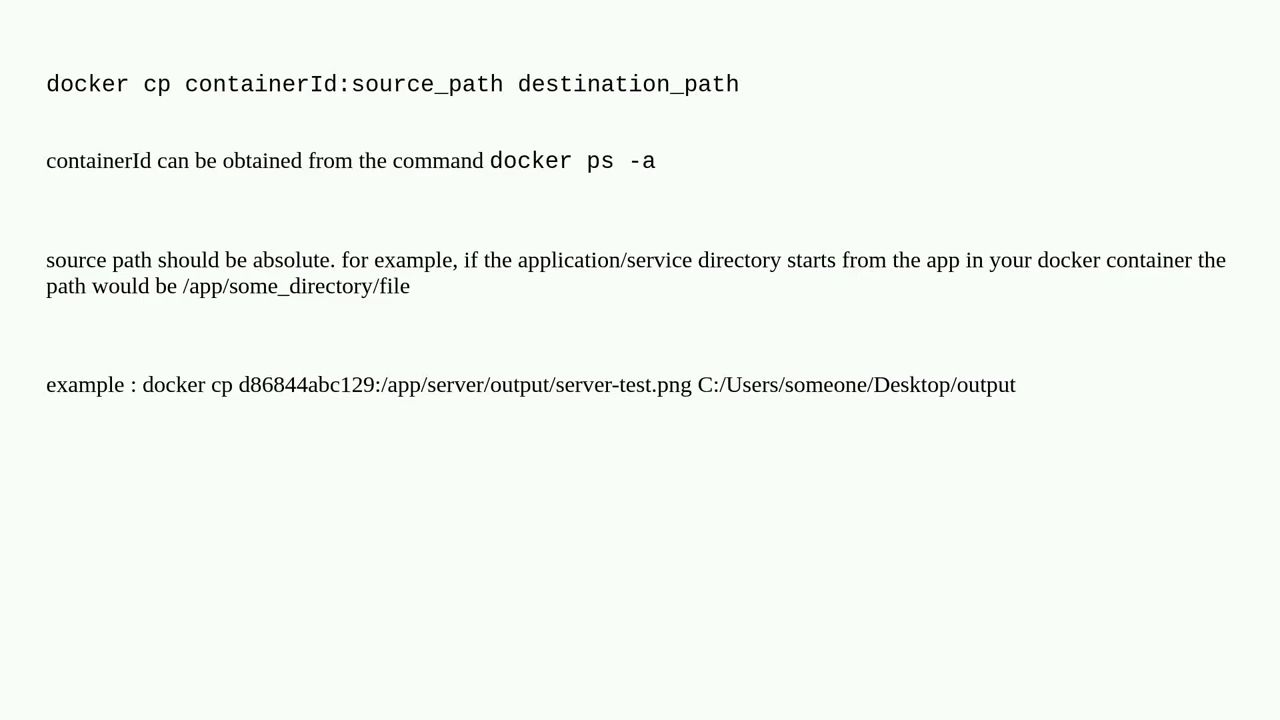 docker cp containerId:source_path destination_path
containerId can be obtained from the command docker ps -a
source path should be absolute. for example, if the application/service directory starts from the app in your docker container the
path would be /app/some_directory/file
example : docker cp d86844abc129:/app/server/output/server-test.png C:/Users/someone/Desktop/output